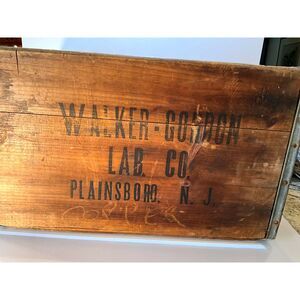 WALKER-GORDON
LAB. CO.
PLAINSBORO, N. J.